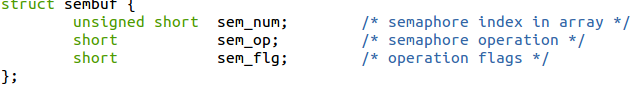 struct sembuf {
        unsigned short  sem_num;        /* semaphore index in array */
        short           sem_op;         /* semaphore operation */
        short           sem_flg;        /* operation flags */
};